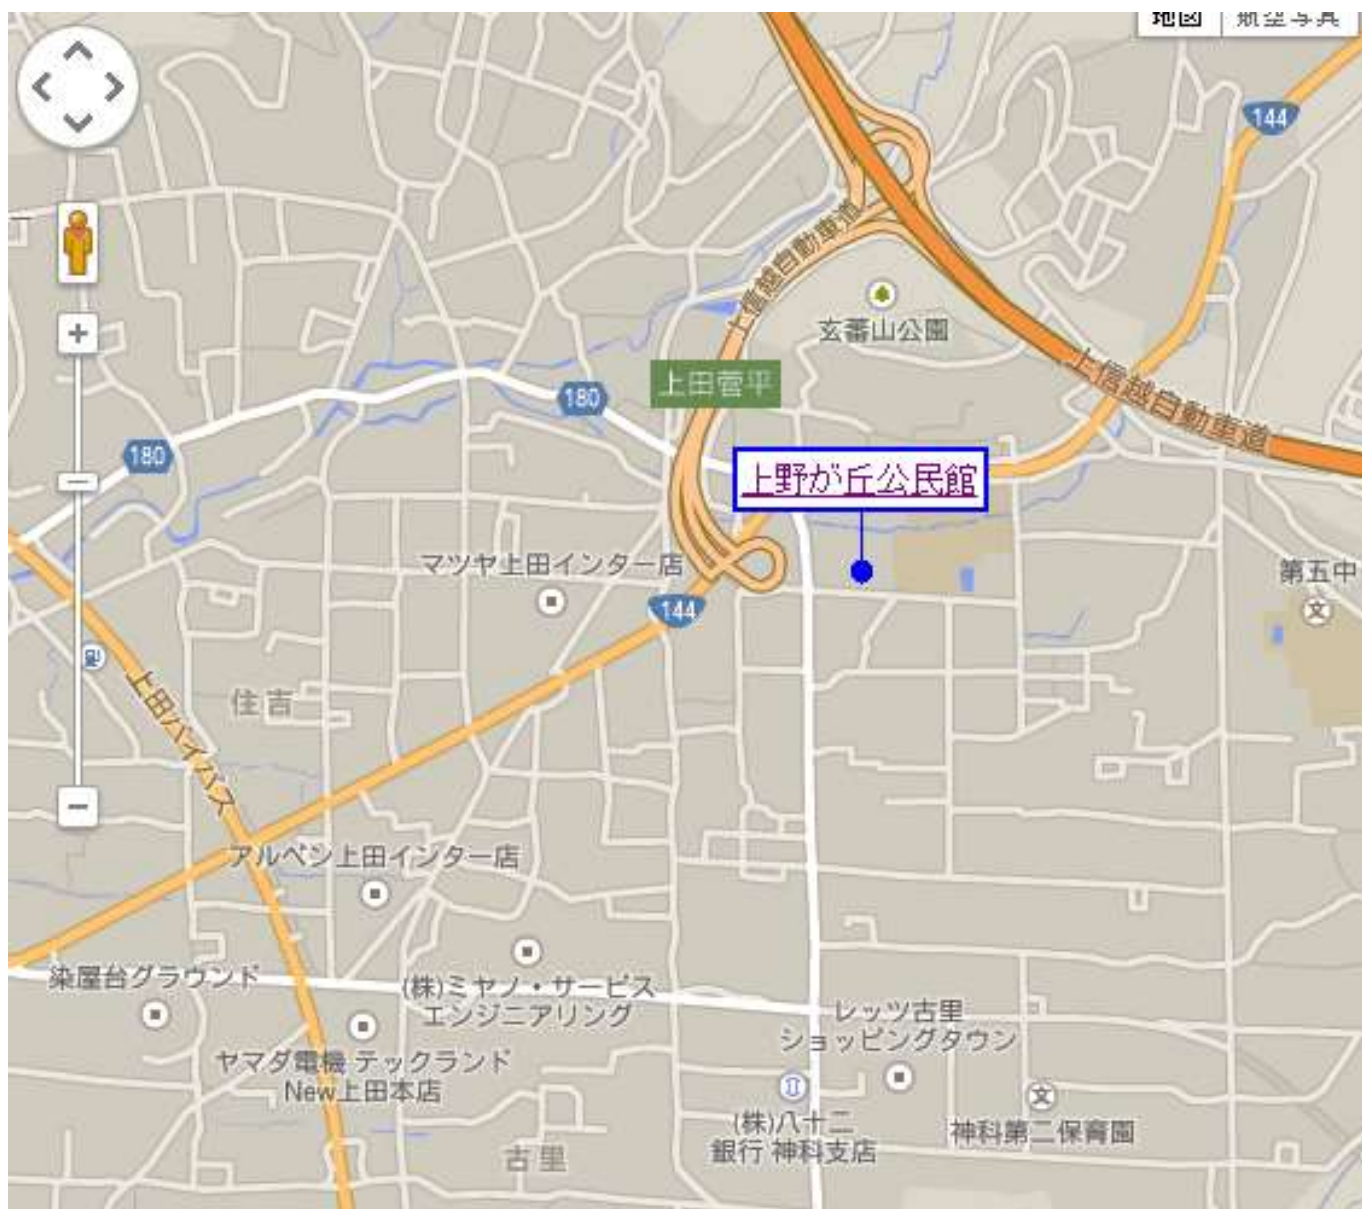 地図
航空写真
144
上信越自動車道
玄蕃山公園
上田菅平
上信越自動車道
180
180
上野が丘公民館
マツヤ上田インター店
第五中
144
上田バイパス
住吉
アルペン上田インター店
染屋台グラウンド
(株)ミヤノ・サービス
エンジニアリング
レッツ古里
ショッピングタウン
ヤマダ電機 テックランド
New上田本店
(株)八十二
銀行 神科支店
神科第二保育園
古里